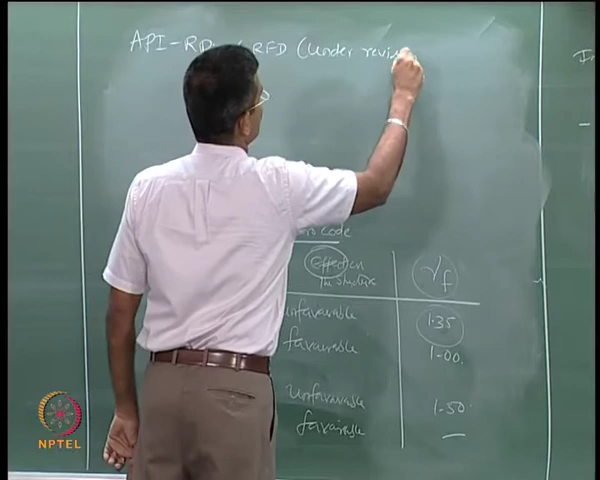 API-RP RFD (Under
code
Effect on
the structure
γf
unfavourable
1.35
favourable
1.00
Unfavourable
1.50
favourable
—
NPTEL